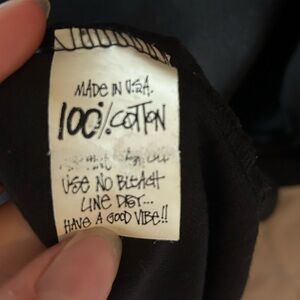 MADE IN U.S.A.
100% COTTON
USE NO BLEACH
LINE DRY...
HAVE A GOOD VIBE!!